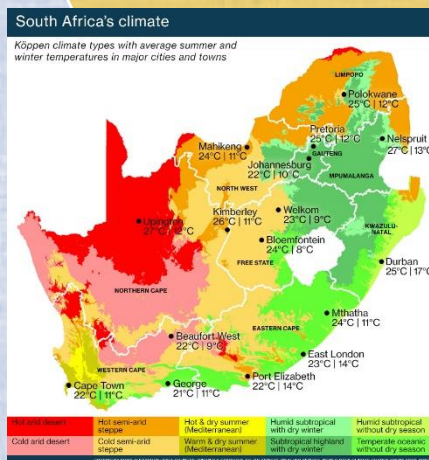 South Africa's climate
Köppen climate types with average summer and
winter temperatures in major cities and towns
LIMPOPO
Polokwane
25°C | 12°C
Pretoria
25°C | 12°C
Nelspruit
27°C | 13°C
Mahikeng
24°C | 11°C
GAUTENG
Johannesburg
22°C | 10°C
MPUMALANGA
NORTH WEST
Upington
27°C | 12°C
Kimberley
26°C | 11°C
Welkom
23°C | 9°C
KWAZULU-
NATAL
Bloemfontein
24°C | 8°C
FREE STATE
Durban
25°C | 17°C
NORTHERN CAPE
Mthatha
24°C | 11°C
Beaufort West
22°C | 9°C
EASTERN CAPE
East London
23°C | 14°C
WESTERN CAPE
Cape Town
22°C | 11°C
George
21°C | 11°C
Port Elizabeth
22°C | 14°C
Hot arid desert
Hot semi-arid steppe
Hot & dry summer (Mediterranean)
Humid subtropical with dry winter
Humid subtropical without dry season
Cold arid desert
Cold semi-arid steppe
Warm & dry summer (Mediterranean)
Subtropical highland with dry winter
Temperate oceanic without dry season